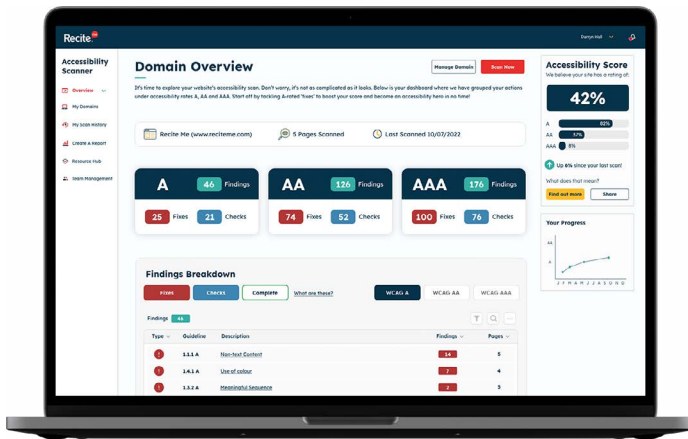 Recite
me
Darryn Hall
Accessibility
Scanner
Overview
My Domains
My Scan History
Create A Report
Resource Hub
Team Management
Domain Overview
Manage Domain
Scan Now
It's time to explore your website's accessibility scan. Don't worry, it's not as complicated as it looks. Below is your dashboard where we have grouped your actions
under accessibility rates A, AA and AAA. Start off by tackling A-rated 'fixes' to boost your score and become an accessibility hero in no time!
Recite Me (www.reciteme.com)
5 Pages Scanned
Last Scanned 10/07/2022
A 46 Findings
25 Fixes 21 Checks
AA 126 Findings
74 Fixes 52 Checks
AAA 176 Findings
100 Fixes 76 Checks
Findings Breakdown
Fixes Checks Complete What are these? WCAG A WCAG AA WCAG AAA
Findings 46
Type Guideline Description Findings Pages
1.1.1 A Non-text Content 14 5
1.4.1 A Use of colour 7 4
1.3.2 A Meaningful Sequence 2 3
Accessibility Score
We believe your site has a rating of:
42%
A 82%
AA 57%
AAA 8%
Up 6% since your last scan!
What does that mean?
Find out more Share
Your Progress
AA
A
J F M A M J J A S O N D